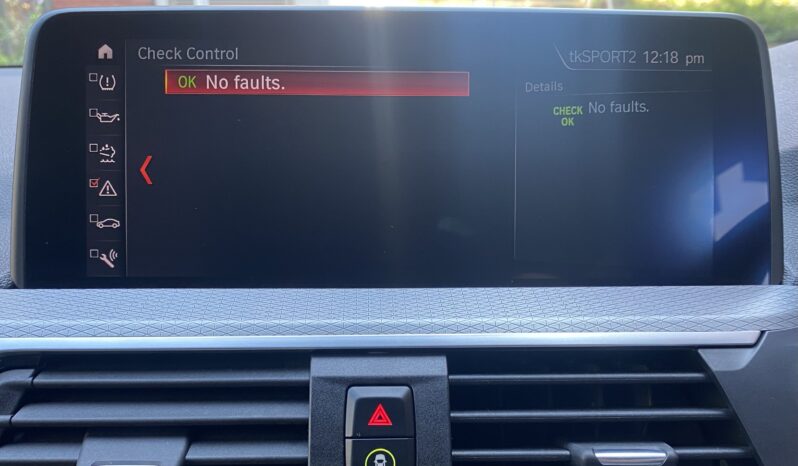 Check Control
tkSPORT2 12:18 pm
OK No faults.
Details
CHECK OK
No faults.